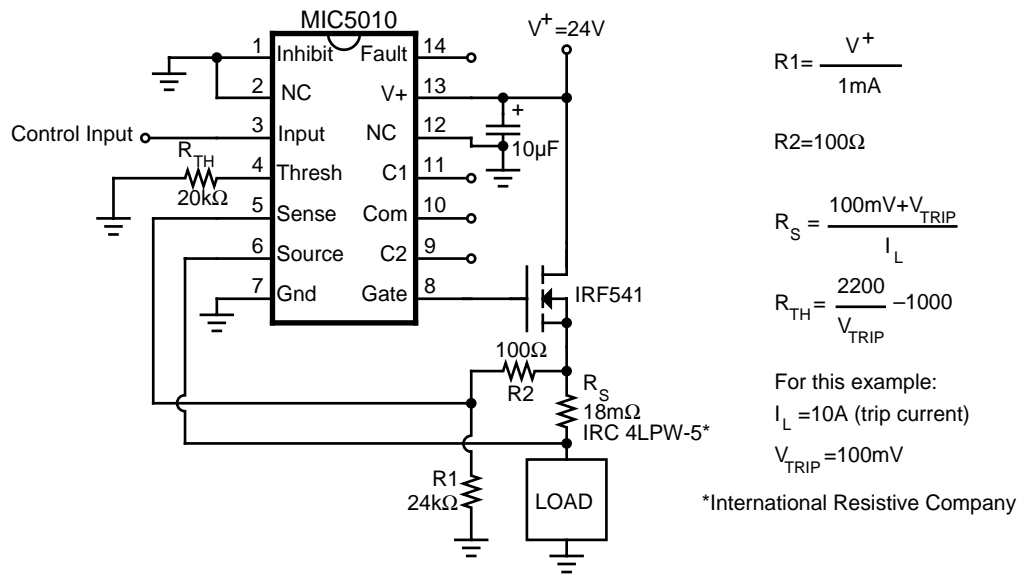 MIC5010
V+=24V
1 Inhibit Fault 14
2 NC V+ 13
Control Input 3 Input NC 12
+
10µF
RTH 4 Thresh C1 11
20kΩ
5 Sense Com 10
6 Source C2 9
7 Gnd Gate 8
IRF541
100Ω
R2
RS
18mΩ
IRC 4LPW-5*
R1
24kΩ
LOAD
R1= V+ / 1mA
R2=100Ω
RS = 100mV+VTRIP / IL
RTH= 2200 / VTRIP –1000
For this example:
IL =10A (trip current)
VTRIP=100mV
*International Resistive Company